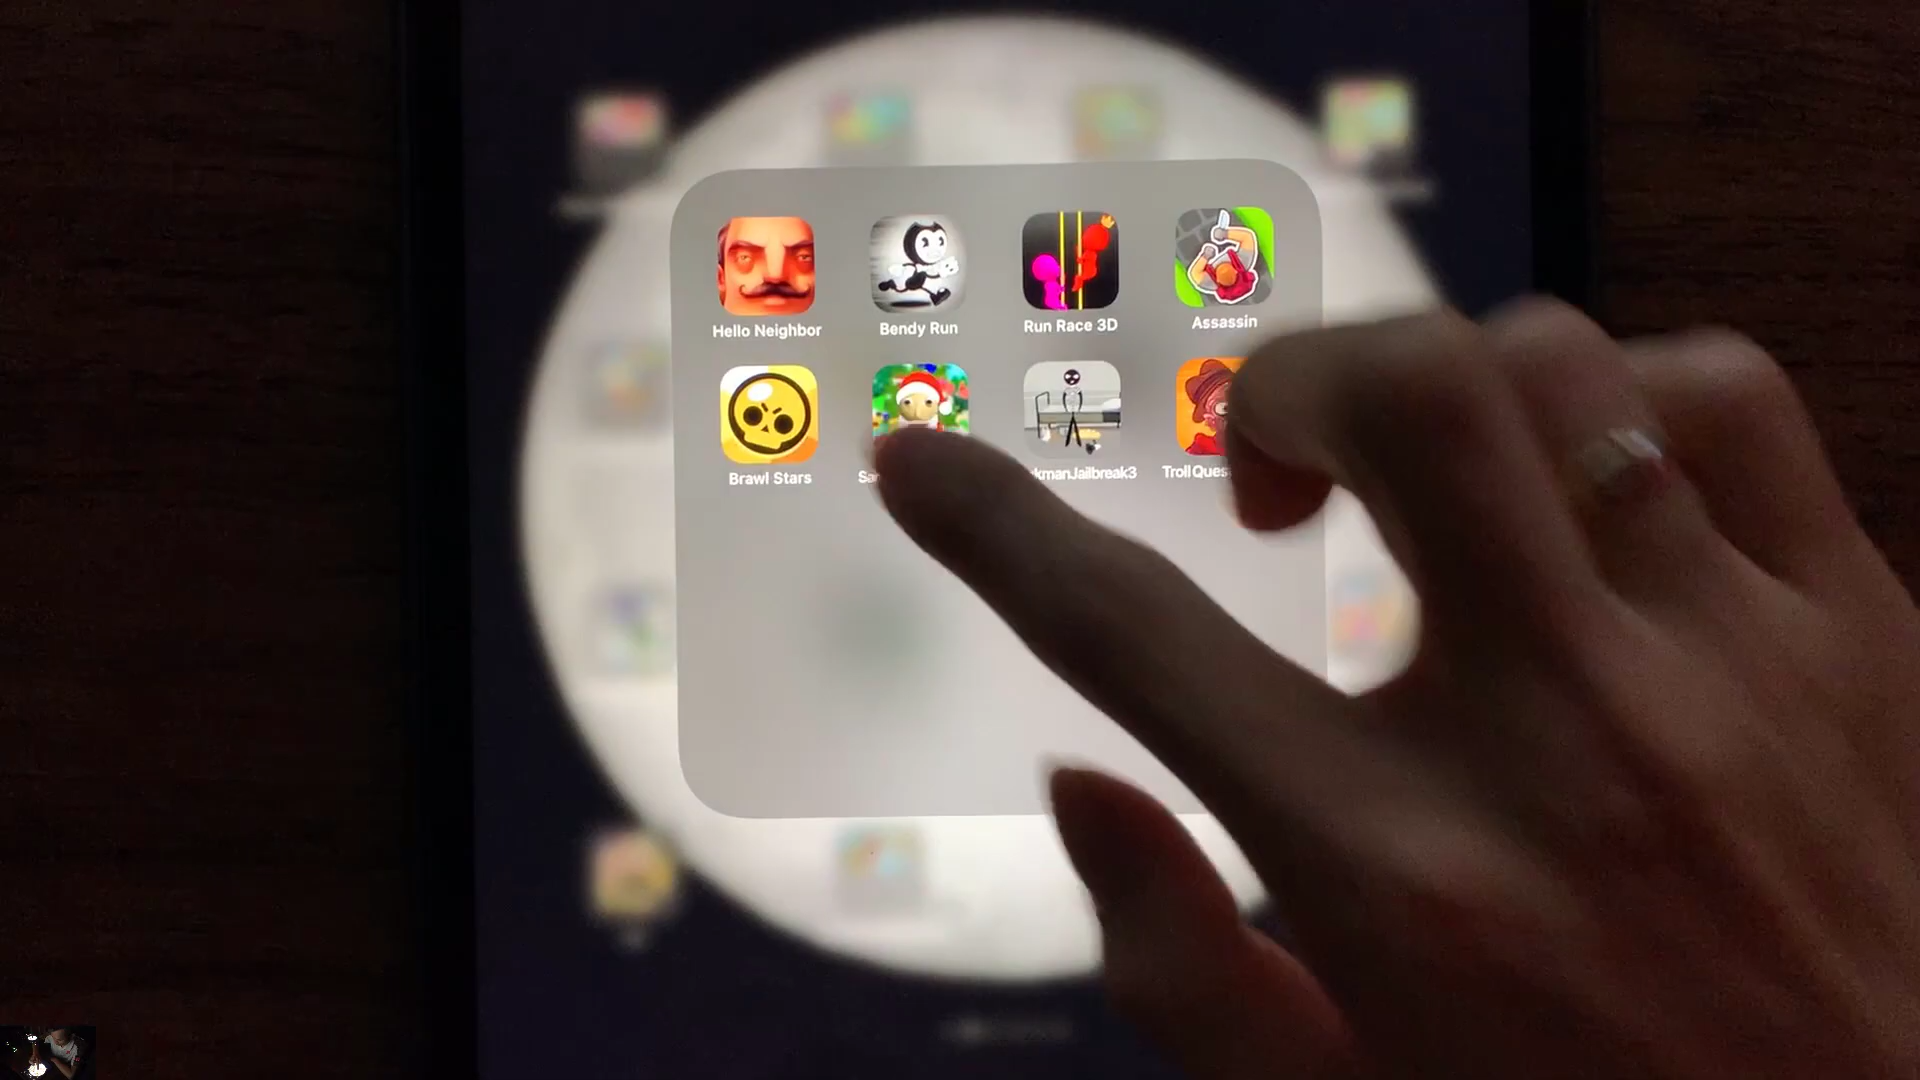 Hello Neighbor
Bendy Run
Run Race 3D
Assassin
Brawl Stars
kmanJailbreak3
Troll Ques